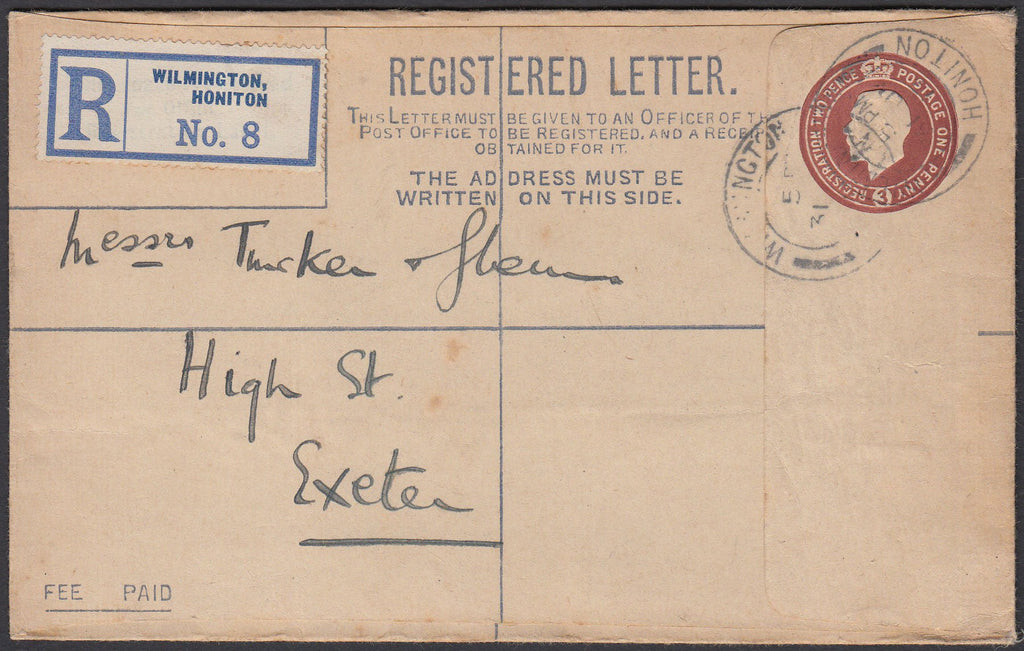 WILMINGTON,
HONITON
R
No. 8
REGISTERED LETTER.
THIS LETTER MUST BE GIVEN TO AN OFFICER OF THE
POST OFFICE TO BE REGISTERED, AND A RECE
OBTAINED FOR IT.
THE ADDRESS MUST BE
WRITTEN ON THIS SIDE.
REGISTRATION TWO PENCE POSTAGE ONE PENNY
3
HONITON
Messrs Tucker &
High St.
Exeter
FEE PAID